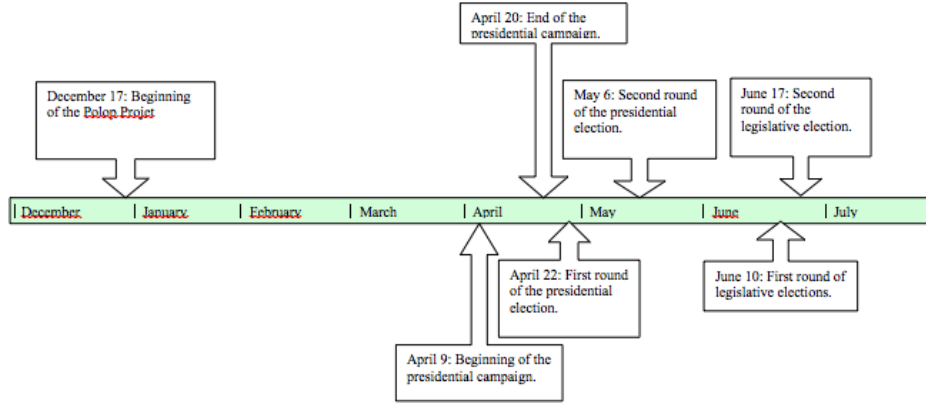 April 20: End of the
presidential campaign.
December 17: Beginning
of the Polop Projet
May 6: Second round
of the presidential
election.
June 17: Second
round of the
legislative election.
| December | January | February | March | April | May | June | July
April 22: First round
of the presidential
election.
June 10: First round of
legislative elections.
April 9: Beginning of the
presidential campaign.